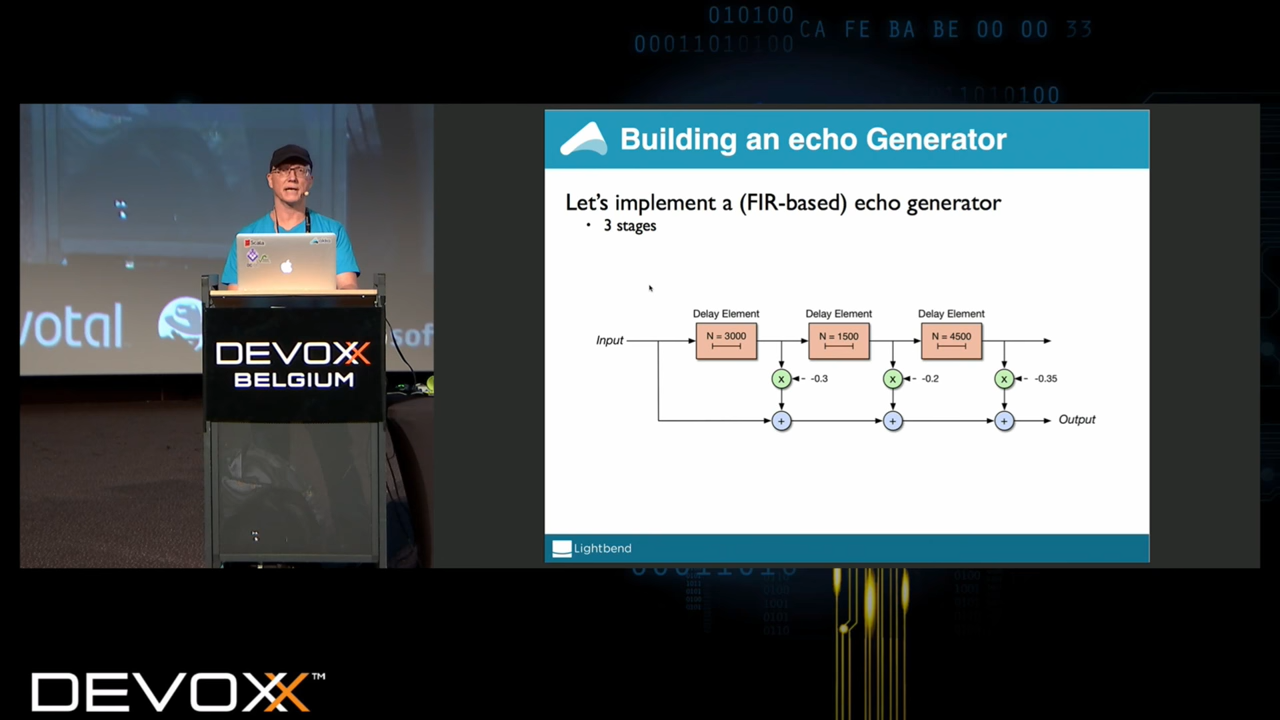 010100
00011010100
CA FE BA BE 00 00 33
1010100
Building an echo Generator
Let's implement a (FIR-based) echo generator
• 3 stages
Delay Element
Delay Element
Delay Element
Input
N = 3000
N = 1500
N = 4500
x
-0.3
x
-0.2
x
-0.35
+
+
+
Output
Lightbend
Scala
votal
DEVOXX
BELGIUM
DEVOXX™